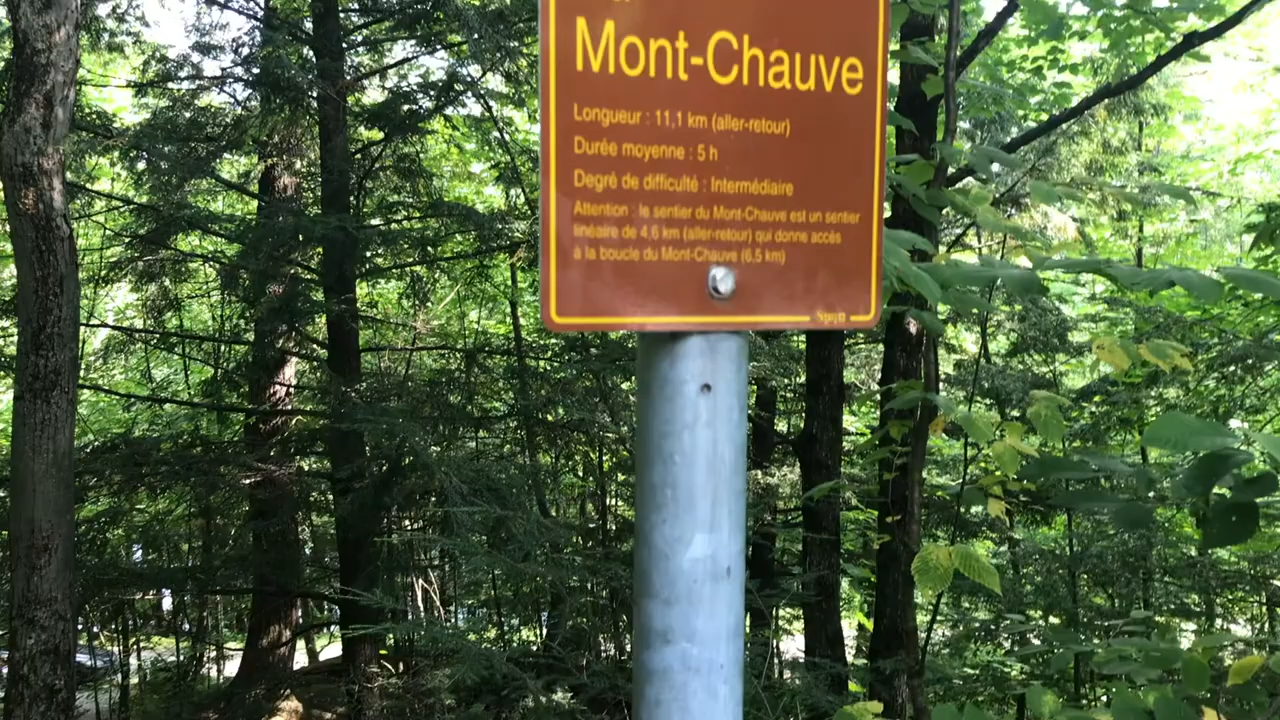 Mont-Chauve
Longueur : 11,1 km (aller-retour)
Durée moyenne : 5 h
Degré de difficulté : Intermédiaire
Attention : le sentier du Mont-Chauve est un sentier
linéaire de 4,6 km (aller-retour) qui donne accès
à la boucle du Mont-Chauve (6,5 km)
Sépaq